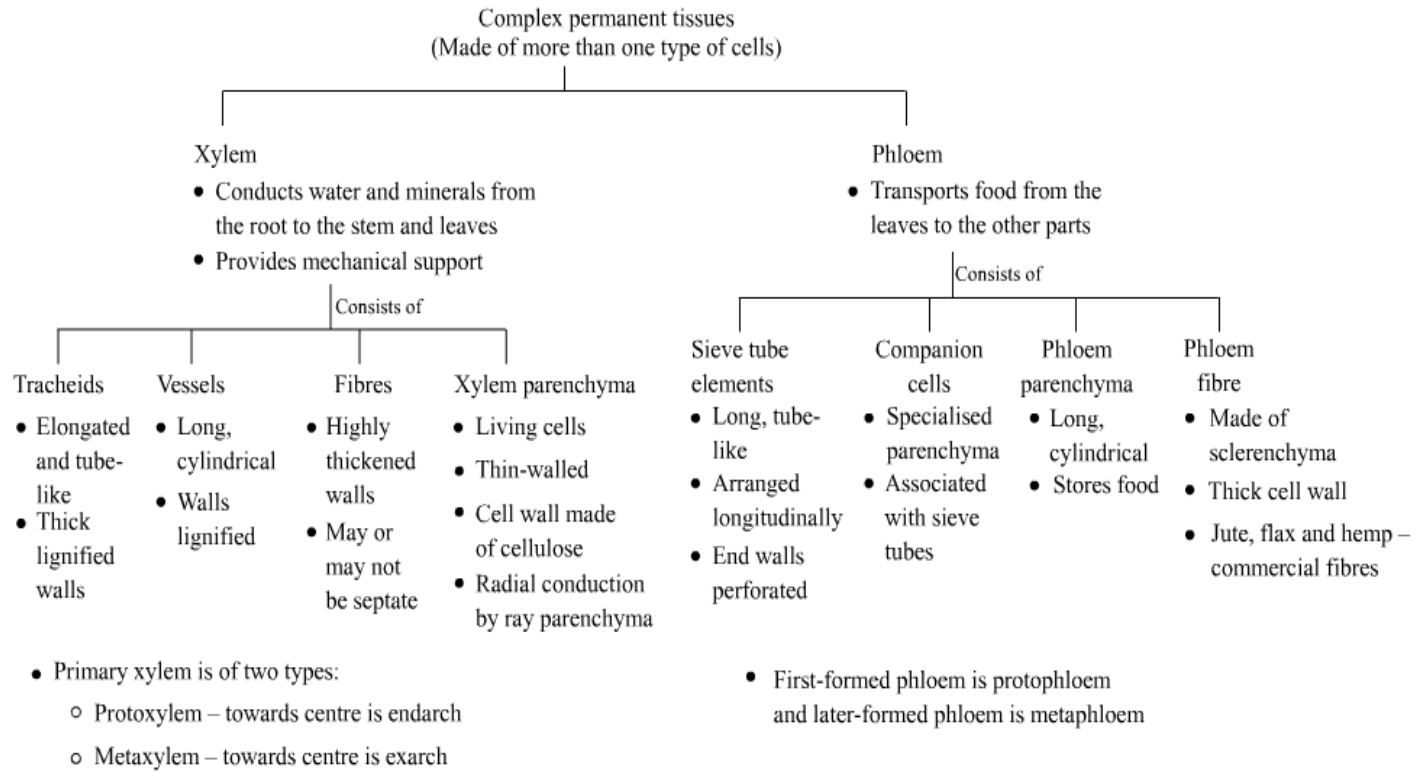 Complex permanent tissues
(Made of more than one type of cells)
Xylem
• Conducts water and minerals from
the root to the stem and leaves
• Provides mechanical support
Consists of
Tracheids
• Elongated
and tube-
like
• Thick
lignified
walls
Vessels
• Long,
cylindrical
• Walls
lignified
Fibres
• Highly
thickened
walls
• May or
may not
be septate
Xylem parenchyma
• Living cells
• Thin-walled
• Cell wall made
of cellulose
• Radial conduction
by ray parenchyma
• Primary xylem is of two types:
o Protoxylem – towards centre is endarch
o Metaxylem – towards centre is exarch
Phloem
• Transports food from the
leaves to the other parts
Consists of
Sieve tube
elements
• Long, tube-
like
• Arranged
longitudinally
• End walls
perforated
Companion
cells
• Specialised
parenchyma
• Associated
with sieve
tubes
Phloem
parenchyma
• Long,
cylindrical
• Stores food
Phloem
fibre
• Made of
sclerenchyma
• Thick cell wall
• Jute, flax and hemp –
commercial fibres
• First-formed phloem is protophloem
and later-formed phloem is metaphloem